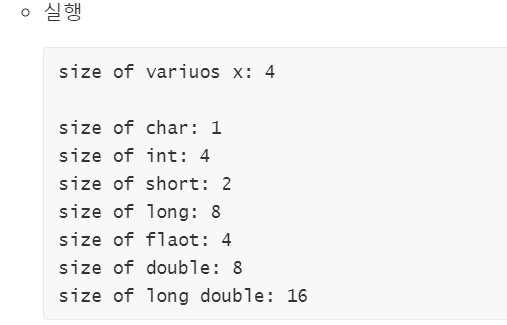 실행
size of variuos x: 4
size of char: 1
size of int: 4
size of short: 2
size of long: 8
size of flaot: 4
size of double: 8
size of long double: 16